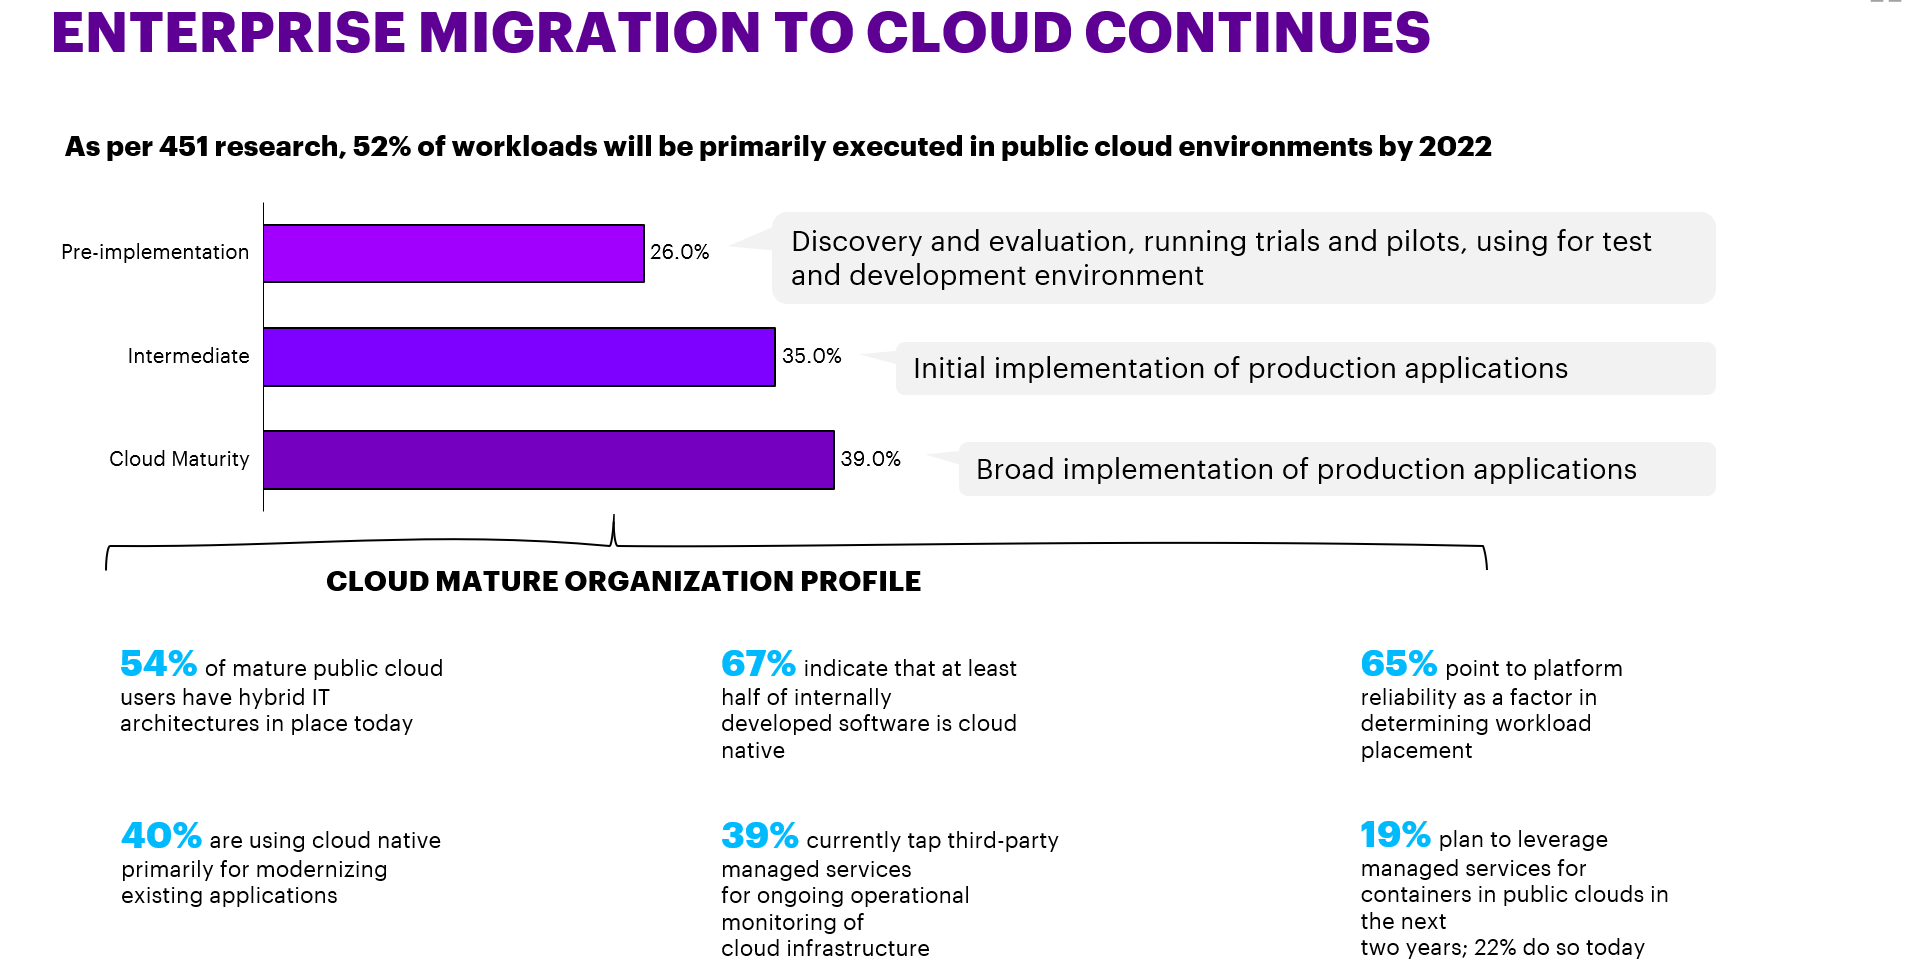 ENTERPRISE MIGRATION TO CLOUD CONTINUES
As per 451 research, 52% of workloads will be primarily executed in public cloud environments by 2022
Pre-implementation
26.0%
Discovery and evaluation, running trials and pilots, using for test
and development environment
Intermediate
35.0%
Initial implementation of production applications
Cloud Maturity
39.0%
Broad implementation of production applications
CLOUD MATURE ORGANIZATION PROFILE
54% of mature public cloud
users have hybrid IT
architectures in place today
67% indicate that at least
half of internally
developed software is cloud
native
65% point to platform
reliability as a factor in
determining workload
placement
40% are using cloud native
primarily for modernizing
existing applications
39% currently tap third-party
managed services
for ongoing operational
monitoring of
cloud infrastructure
19% plan to leverage
managed services for
containers in public clouds in
the next
two years; 22% do so today